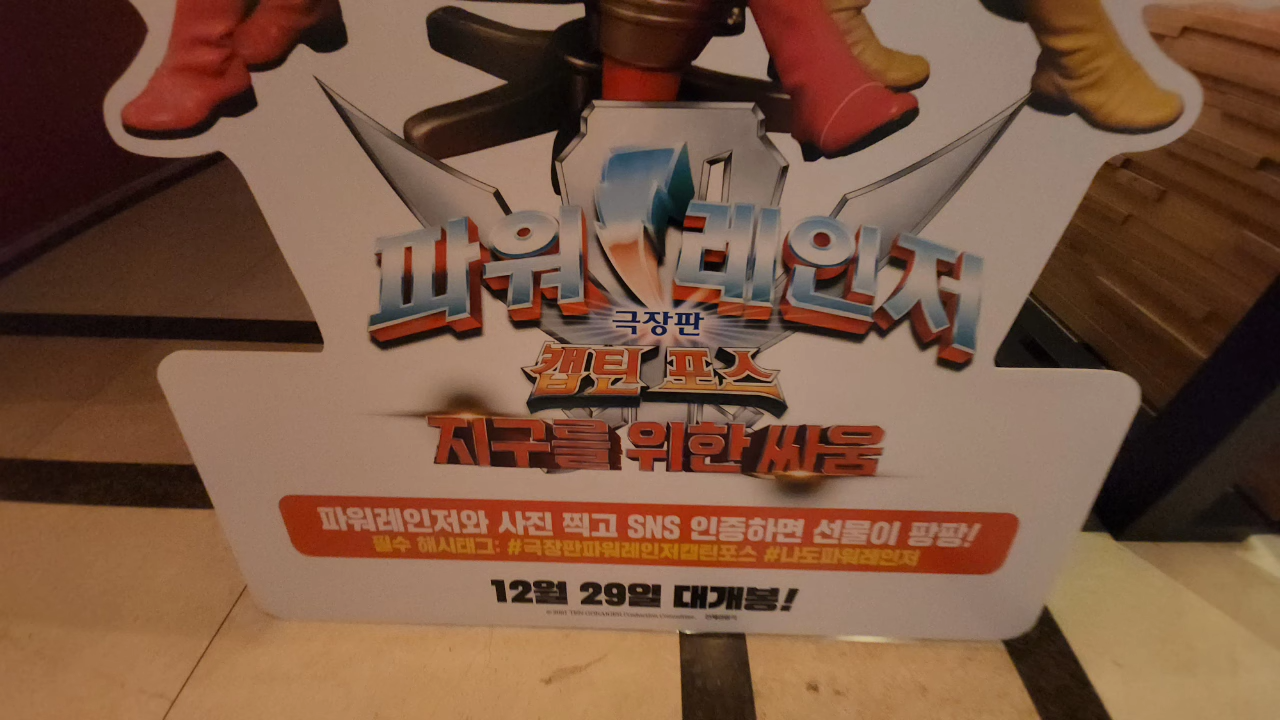 파워레인저
극장판
캡틴 포스
지구를 위한 싸움
파워레인저와 사진 찍고 SNS 인증하면 선물이 팡팡!
필수 해시태그: #극장판파워레인저캡틴포스 #나도파워레인저
12월 29일 대개봉!